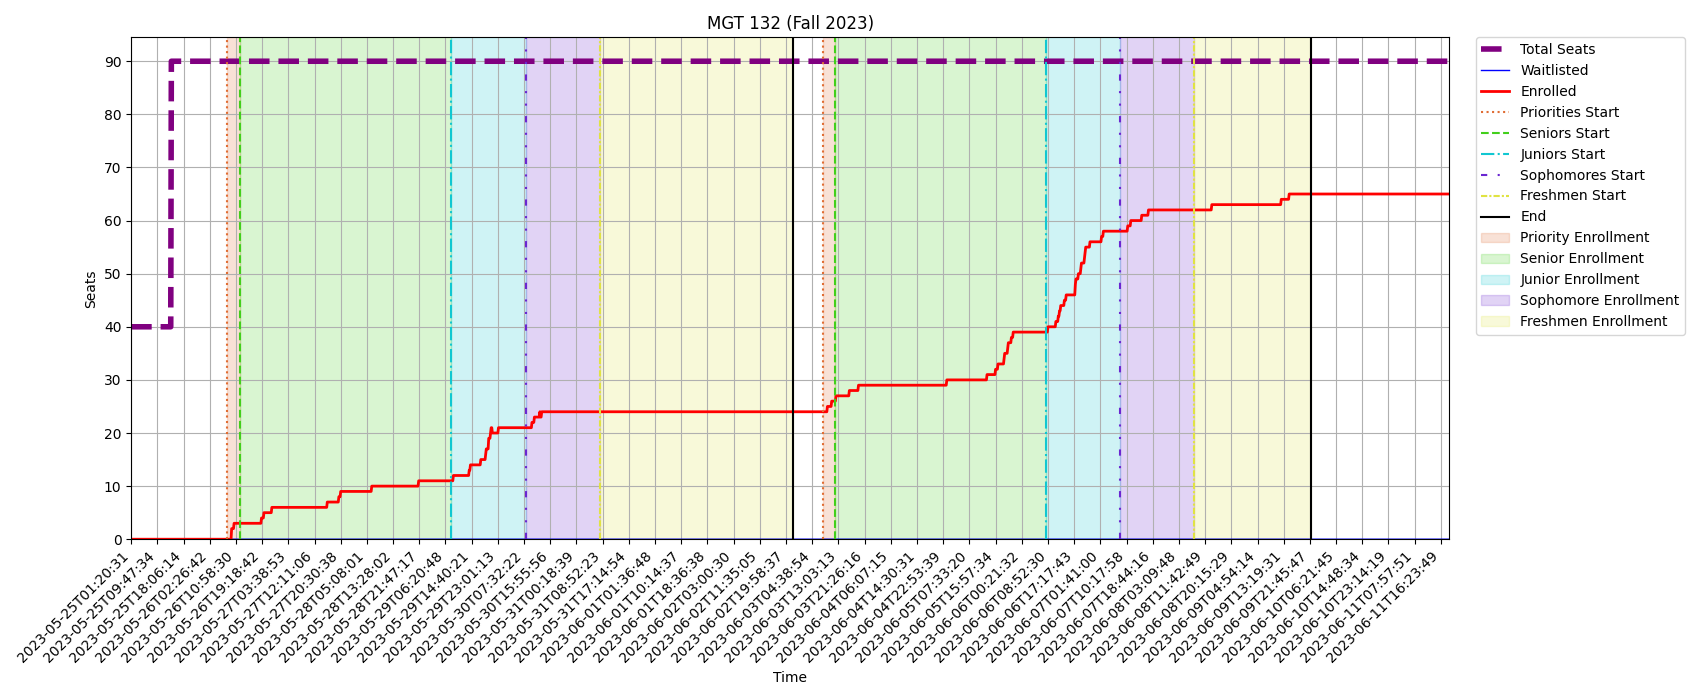 MGT 132 (Fall 2023)
Seats
90
80
70
60
50
40
30
20
10
0
2023-05-25T01:20:31
2023-05-25T09:47:34
2023-05-25T18:06:14
2023-05-26T02:26:42
2023-05-26T10:58:30
2023-05-26T19:18:42
2023-05-27T03:38:53
2023-05-27T12:11:06
2023-05-27T20:30:38
2023-05-28T05:08:01
2023-05-28T13:28:02
2023-05-28T21:47:17
2023-05-29T06:20:48
2023-05-29T14:40:21
2023-05-29T23:01:13
2023-05-30T07:32:22
2023-05-30T15:55:56
2023-05-31T00:18:39
2023-05-31T08:52:23
2023-05-31T17:14:54
2023-06-01T01:36:48
2023-06-01T10:14:37
2023-06-01T18:36:38
2023-06-02T03:00:30
2023-06-02T11:35:05
2023-06-02T19:58:37
2023-06-03T04:38:54
2023-06-03T13:03:13
2023-06-03T21:26:16
2023-06-04T06:07:15
2023-06-04T14:30:31
2023-06-04T22:53:39
2023-06-05T07:33:20
2023-06-05T15:57:34
2023-06-06T00:21:32
2023-06-06T08:52:30
2023-06-06T17:17:43
2023-06-07T01:41:00
2023-06-07T10:17:58
2023-06-07T18:44:16
2023-06-08T03:09:48
2023-06-08T11:42:49
2023-06-08T20:15:29
2023-06-09T04:54:14
2023-06-09T13:19:31
2023-06-09T21:45:47
2023-06-10T06:21:45
2023-06-10T14:48:34
2023-06-10T23:14:19
2023-06-11T07:57:51
2023-06-11T16:23:49
Time
Total Seats
Waitlisted
Enrolled
Priorities Start
Seniors Start
Juniors Start
Sophomores Start
Freshmen Start
End
Priority Enrollment
Senior Enrollment
Junior Enrollment
Sophomore Enrollment
Freshmen Enrollment